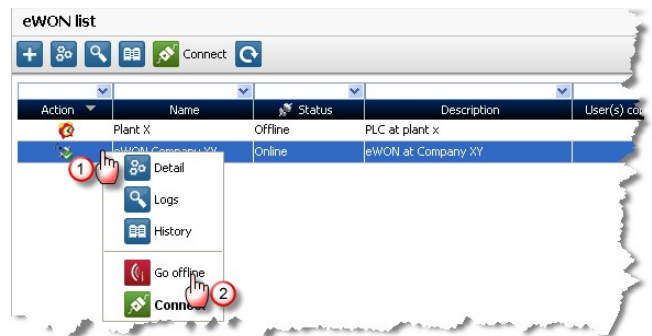 eWON list
Connect
Action Name Status Description User(s) co
Plant X Offline PLC at plant x
eWON Company XY Online eWON at Company XY
1
Detail
Logs
History
Go offline
2
Connect